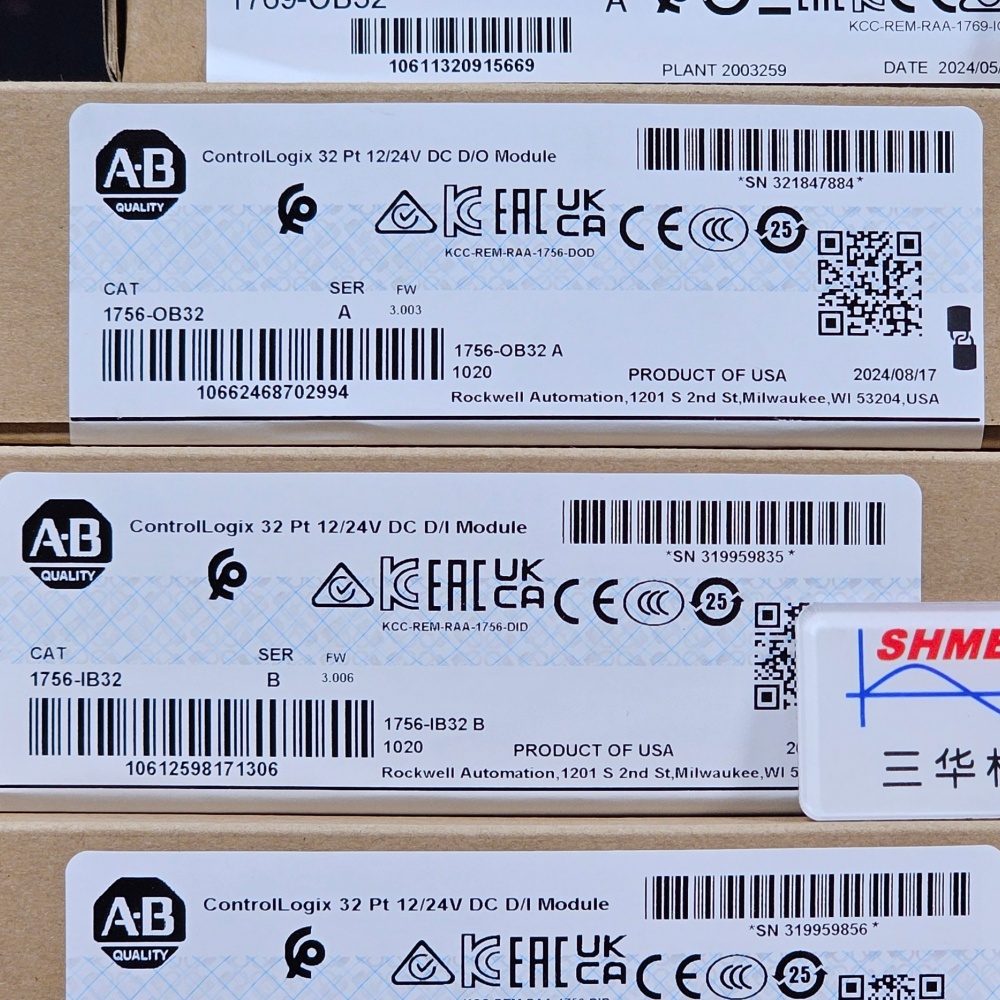 1769-OB32
A
KCC-REM-RAA-1769-
10611320915669
PLANT 2003259
DATE 2024/05/
A-B
QUALITY
ControlLogix 32 Pt 12/24V DC D/O Module
*SN 321847884*
EAC UK CA CE CCC 25
KCC-REM-RAA-1756-DOD
CAT SER FW
1756-OB32 A 3.003
1756-OB32 A
1020
10662468702994
PRODUCT OF USA 2024/08/17
Rockwell Automation,1201 S 2nd St,Milwaukee,WI 53204,USA
A-B
QUALITY
ControlLogix 32 Pt 12/24V DC D/I Module
*SN 319959835 *
EAC UK CA CE CCC 25
KCC-REM-RAA-1756-DID
CAT SER FW
1756-IB32 B 3.006
1756-IB32 B
1020
10612598171306
PRODUCT OF USA 20
Rockwell Automation,1201 S 2nd St,Milwaukee,WI 5
SHME
三华
A-B
QUALITY
ControlLogix 32 Pt 12/24V DC D/I Module
*SN 319959856 *
EAC UK CA CE CCC 25